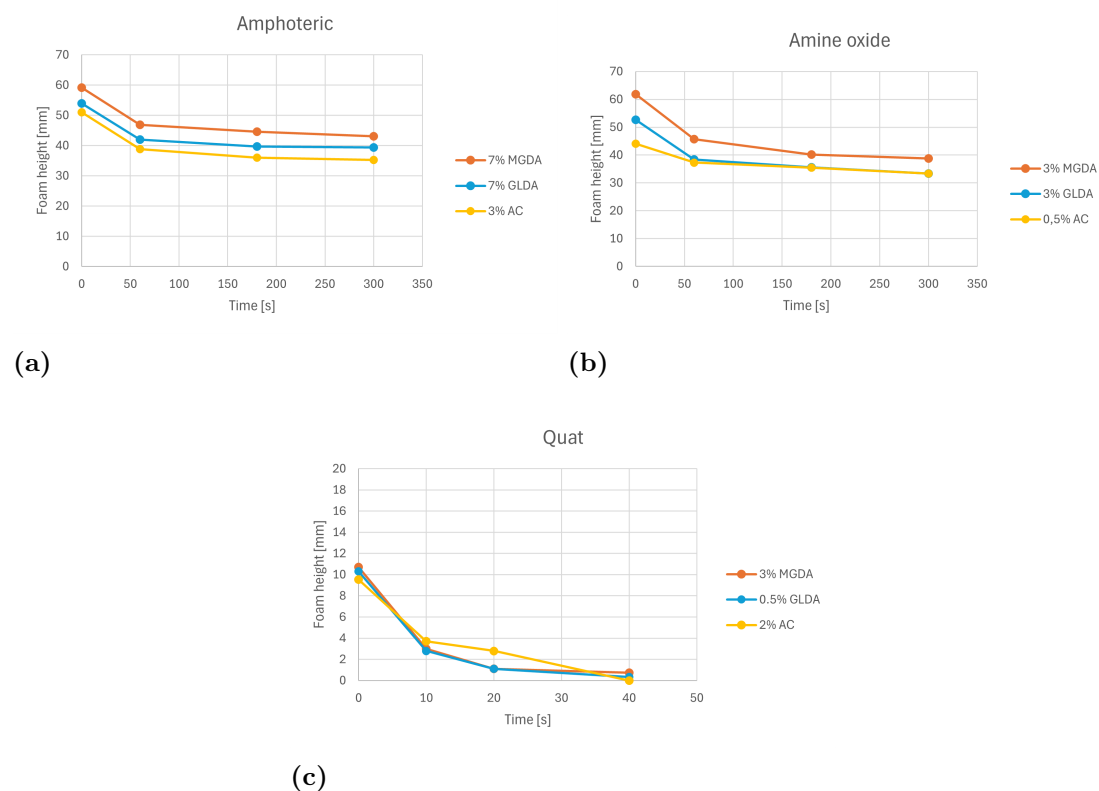 Amphoteric
Foam height [mm]
70
60
50
40
30
20
10
0
0 50 100 150 200 250 300 350
Time [s]
7% MGDA
7% GLDA
3% AC
(a)
Amine oxide
Foam height [mm]
70
60
50
40
30
20
10
0
0 50 100 150 200 250 300 350
Time [s]
3% MGDA
3% GLDA
0,5% AC
(b)
Quat
Foam height [mm]
20
18
16
14
12
10
8
6
4
2
0
0 10 20 30 40 50
Time [s]
3% MGDA
0.5% GLDA
2% AC
(c)